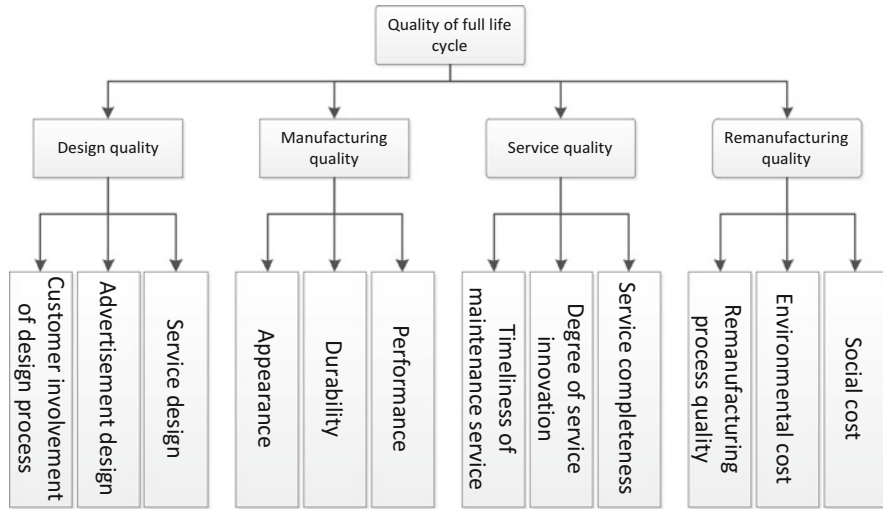 Quality of full life
cycle
Design quality
Manufacturing
quality
Service quality
Remanufacturing
quality
Customer involvement
of design process
Advertisement design
Service design
Appearance
Durability
Performance
Timeliness of
maintenance service
Degree of service
innovation
Service completeness
Remanufacturing
process quality
Environmental cost
Social cost